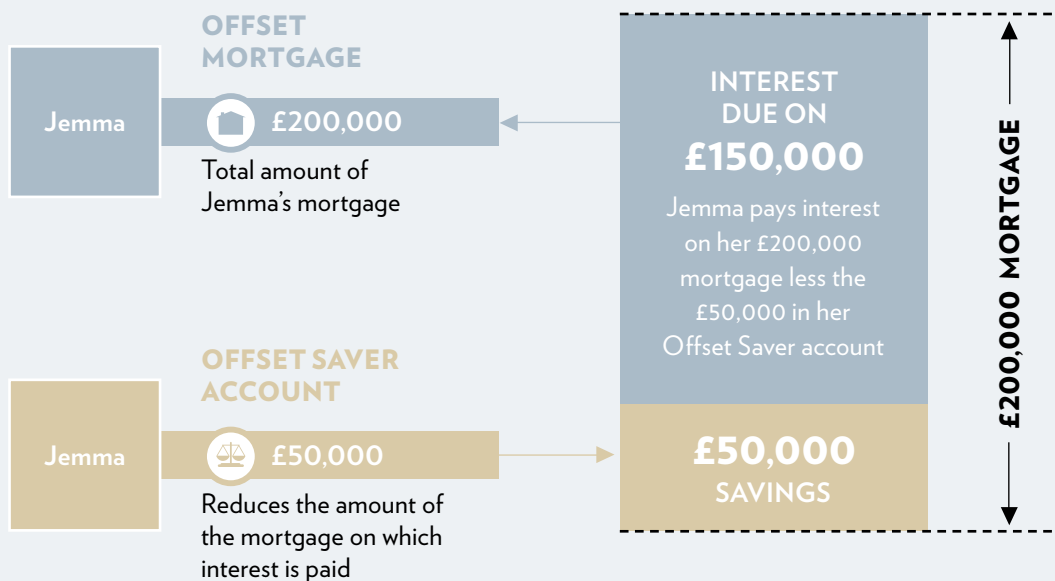 OFFSET
MORTGAGE
Jemma
£200,000
Total amount of
Jemma's mortgage
OFFSET SAVER
ACCOUNT
Jemma
£50,000
Reduces the amount of
the mortgage on which
interest is paid
INTEREST
DUE ON
£150,000
Jemma pays interest
on her £200,000
mortgage less the
£50,000 in her
Offset Saver account
£50,000
SAVINGS
£200,000 MORTGAGE